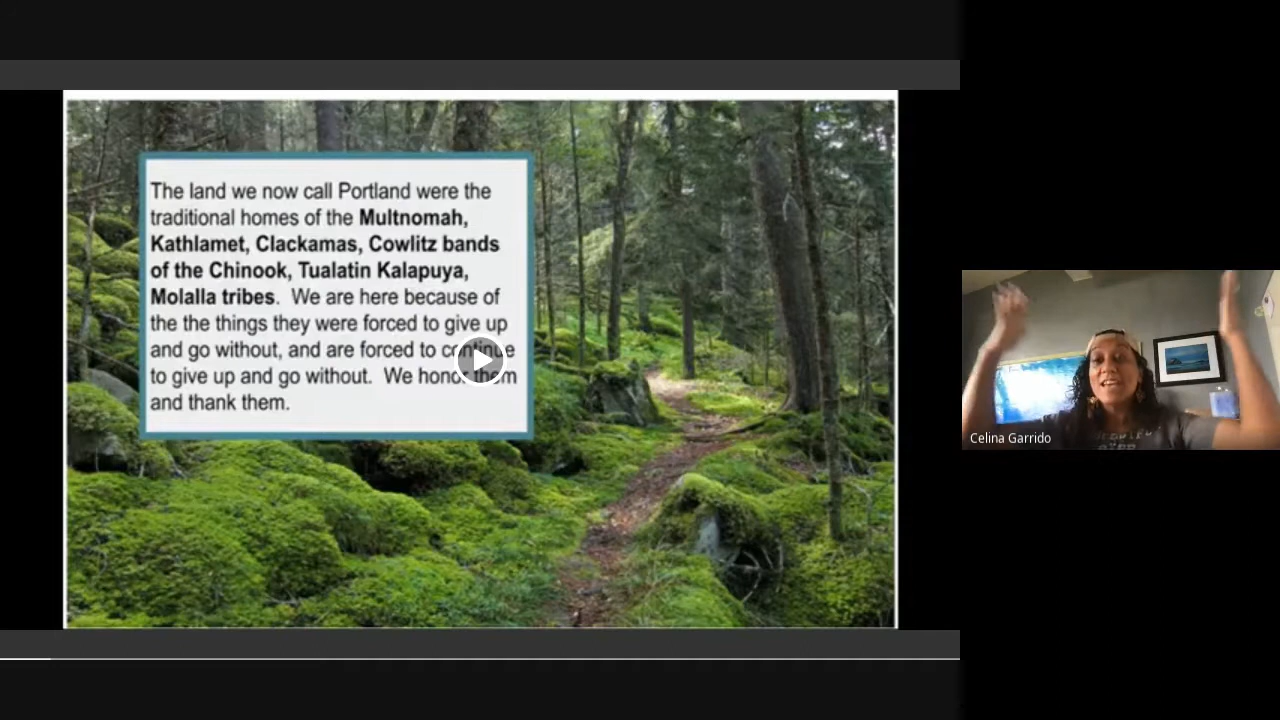 The land we now call Portland were the
traditional homes of the Multnomah,
Kathlamet, Clackamas, Cowlitz bands
of the Chinook, Tualatin Kalapuya,
Molalla tribes. We are here because of
the the things they were forced to give up
and go without, and are forced to continue
to give up and go without. We honor them
and thank them.
Celina Garrido